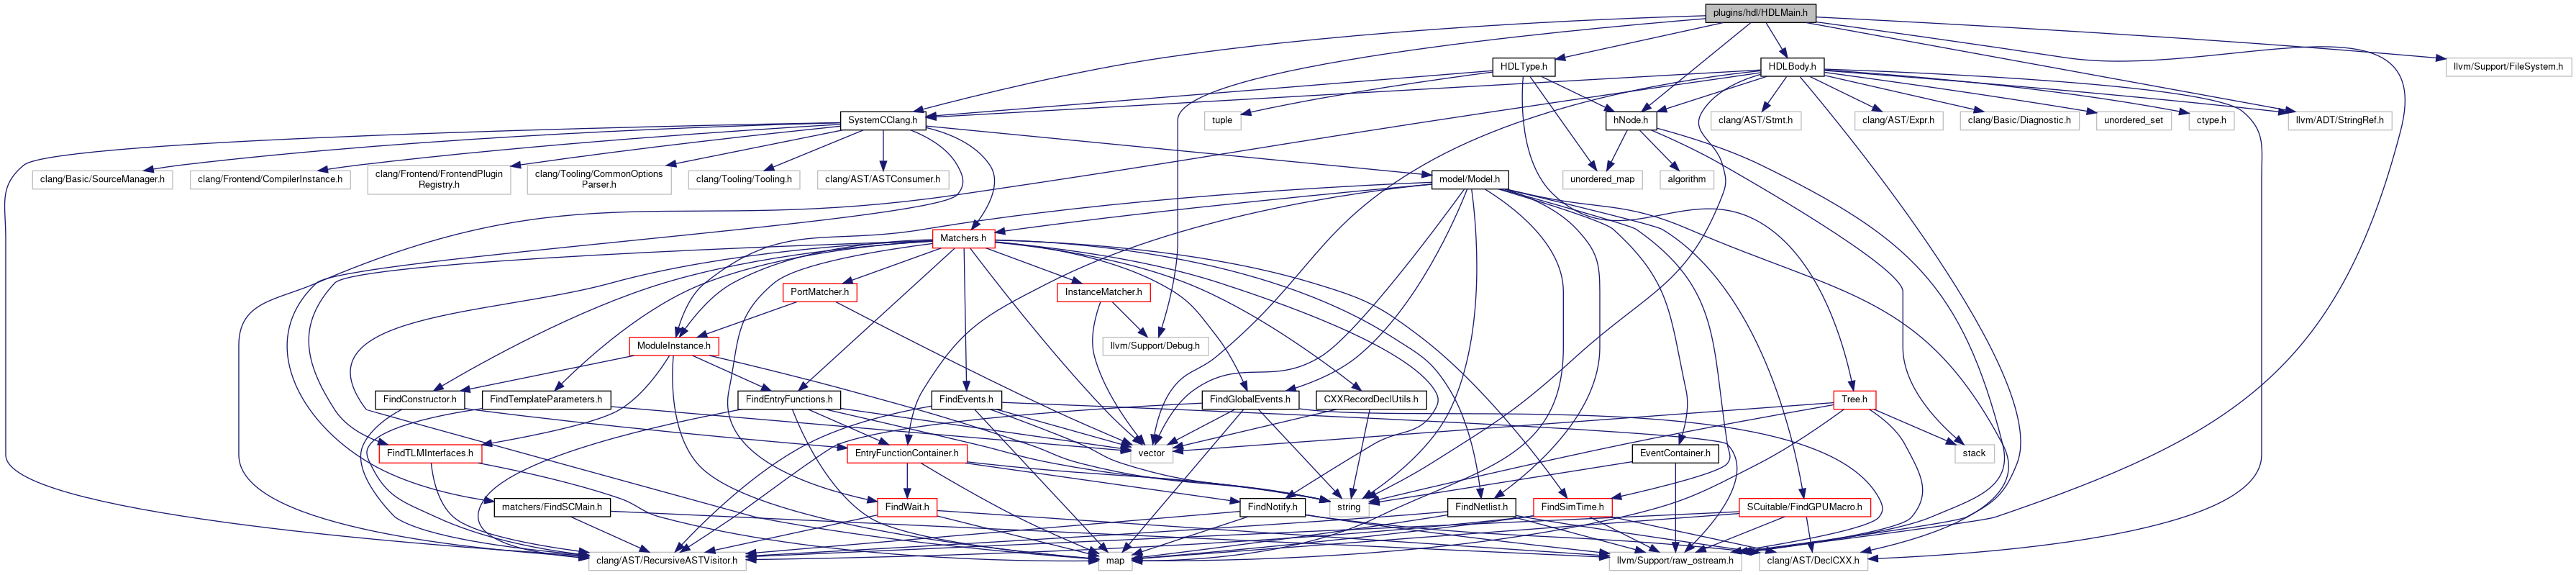 plugins/hdl/HDLMain.h
HDLType.h
HDLBody.h
llvm/Support/FileSystem.h
SystemCClang.h
tuple
hNode.h
clang/AST/Stmt.h
clang/AST/Expr.h
clang/Basic/Diagnostic.h
unordered_set
ctype.h
llvm/ADT/StringRef.h
clang/Basic/SourceManager.h
clang/Frontend/CompilerInstance.h
clang/Frontend/FrontendPlugin
Registry.h
clang/Tooling/CommonOptions
Parser.h
clang/Tooling/Tooling.h
clang/AST/ASTConsumer.h
model/Model.h
unordered_map
algorithm
Matchers.h
PortMatcher.h
InstanceMatcher.h
ModuleInstance.h
llvm/Support/Debug.h
FindConstructor.h
FindTemplateParameters.h
FindEntryFunctions.h
FindEvents.h
FindGlobalEvents.h
CXXRecordDeclUtils.h
Tree.h
FindTLMInterfaces.h
EntryFunctionContainer.h
vector
EventContainer.h
stack
matchers/FindSCMain.h
FindWait.h
FindNotify.h
string
FindNetlist.h
FindSimTime.h
SCuitable/FindGPUMacro.h
clang/AST/RecursiveASTVisitor.h
map
llvm/Support/raw_ostream.h
clang/AST/DeclCXX.h